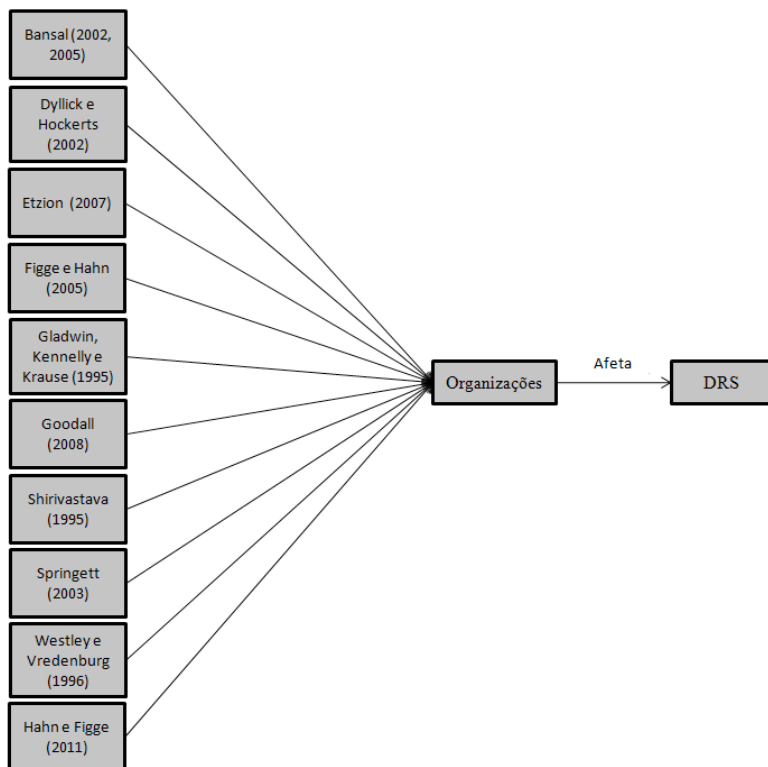 Bansal (2002,
2005)
Dyllick e
Hockerts
(2002)
Etzion (2007)
Figge e Hahn
(2005)
Gladwin,
Kennelly e
Krause (1995)
Goodall
(2008)
Shirivastava
(1995)
Springett
(2003)
Westley e
Vredenburg
(1996)
Hahn e Figge
(2011)
Organizações
Afeta
DRS